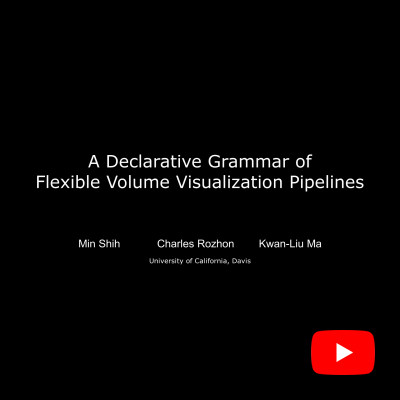 A Declarative Grammar of
Flexible Volume Visualization Pipelines
Min Shih Charles Rozhon Kwan-Liu Ma
University of California, Davis